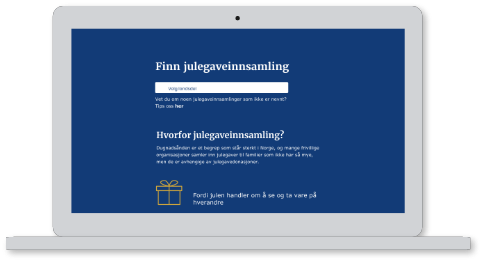 Finn julegaveinnsamling
Vet du om noen julegaveinnsamlinger som ikke er nevnt?
Tips oss her
Hvorfor julegaveinnsamling?
Dugnadsånden er et begrep som står sterkt i Norge, og mange frivillige
organisasjoner samler inn julegaver til familier som ikke har så mye,
men de er avhengige av julegavedonasjoner.
Fordi julen handler om å se og ta vare på
hverandre